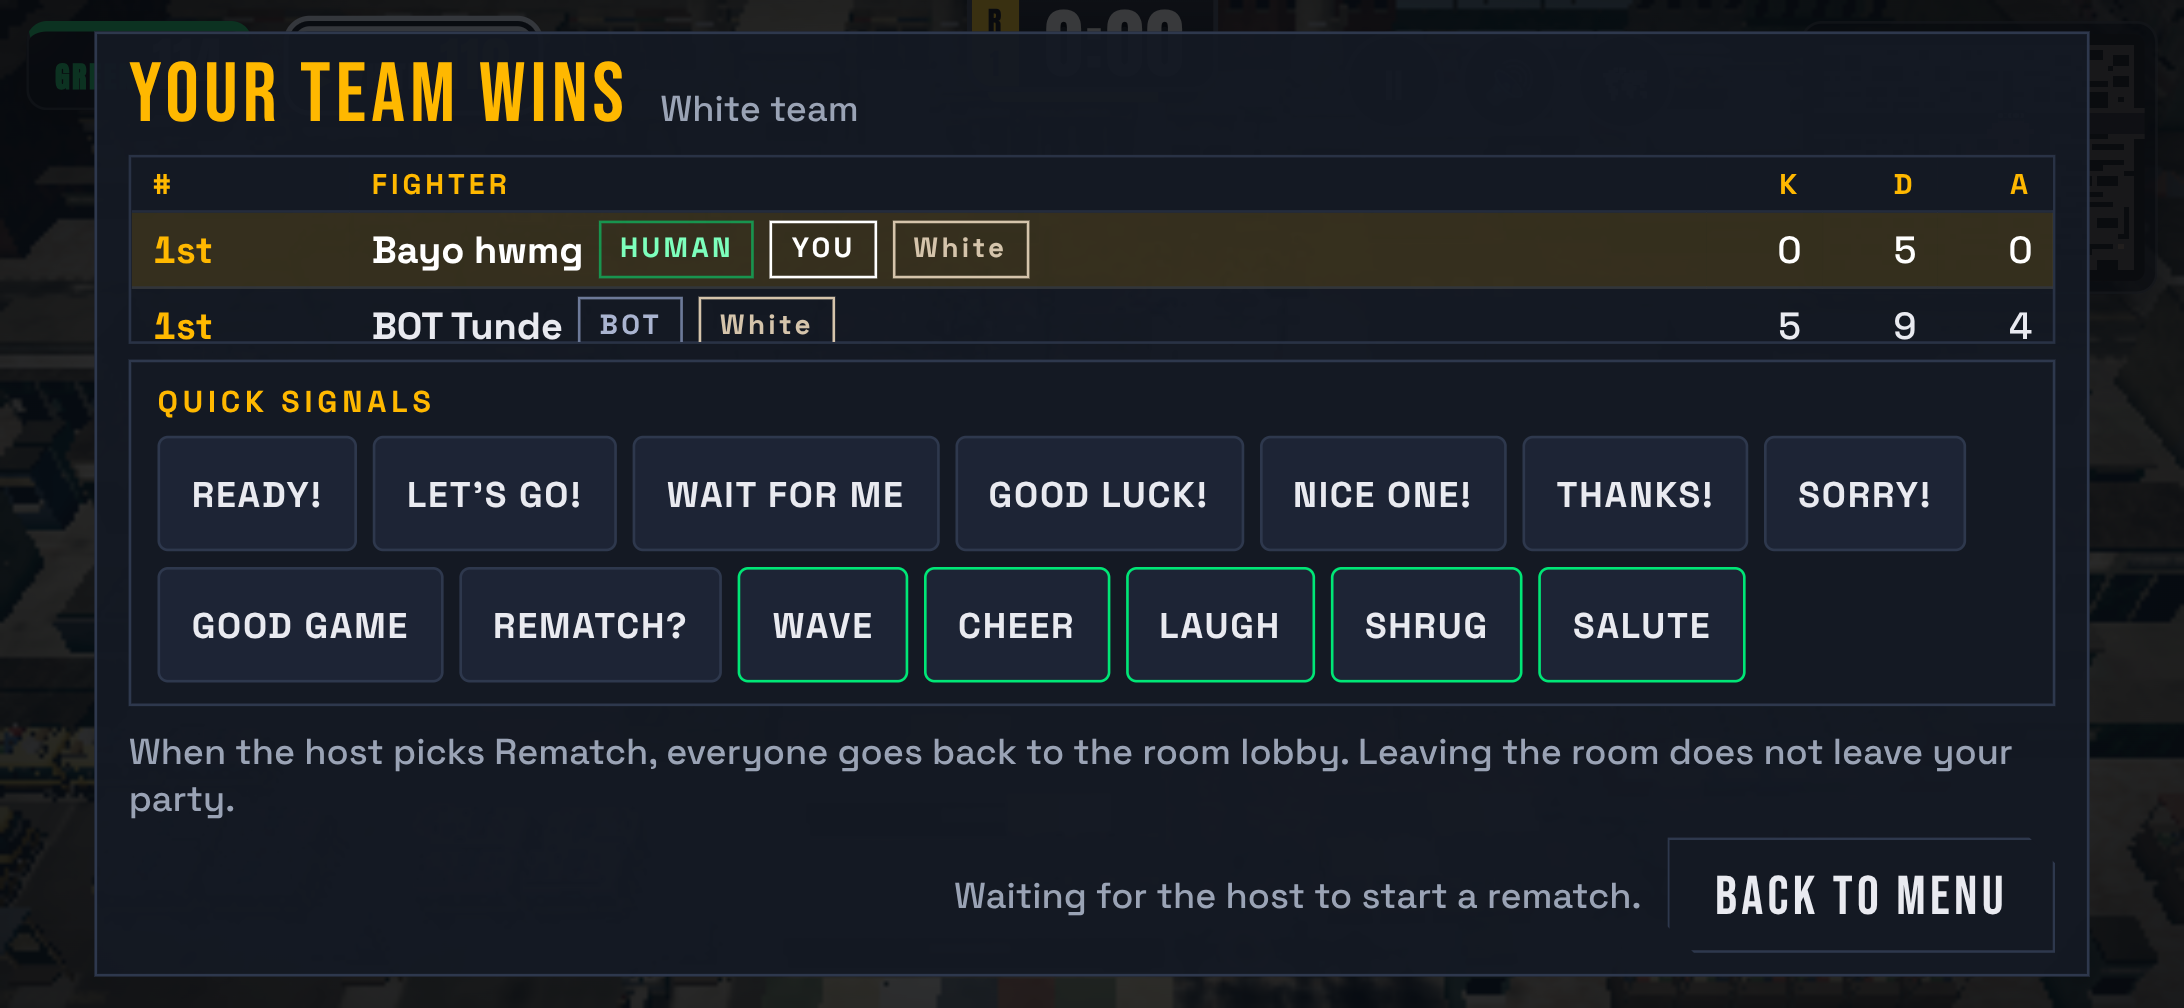 GR
R 0:00
YOUR TEAM WINS White team
# FIGHTER K D A
1st Bayo hwmg HUMAN YOU White 0 5 0
1st BOT Tunde BOT White 5 9 4
QUICK SIGNALS
READY! LET'S GO! WAIT FOR ME GOOD LUCK! NICE ONE! THANKS! SORRY!
GOOD GAME REMATCH? WAVE CHEER LAUGH SHRUG SALUTE
When the host picks Rematch, everyone goes back to the room lobby. Leaving the room does not leave your
party.
Waiting for the host to start a rematch. BACK TO MENU